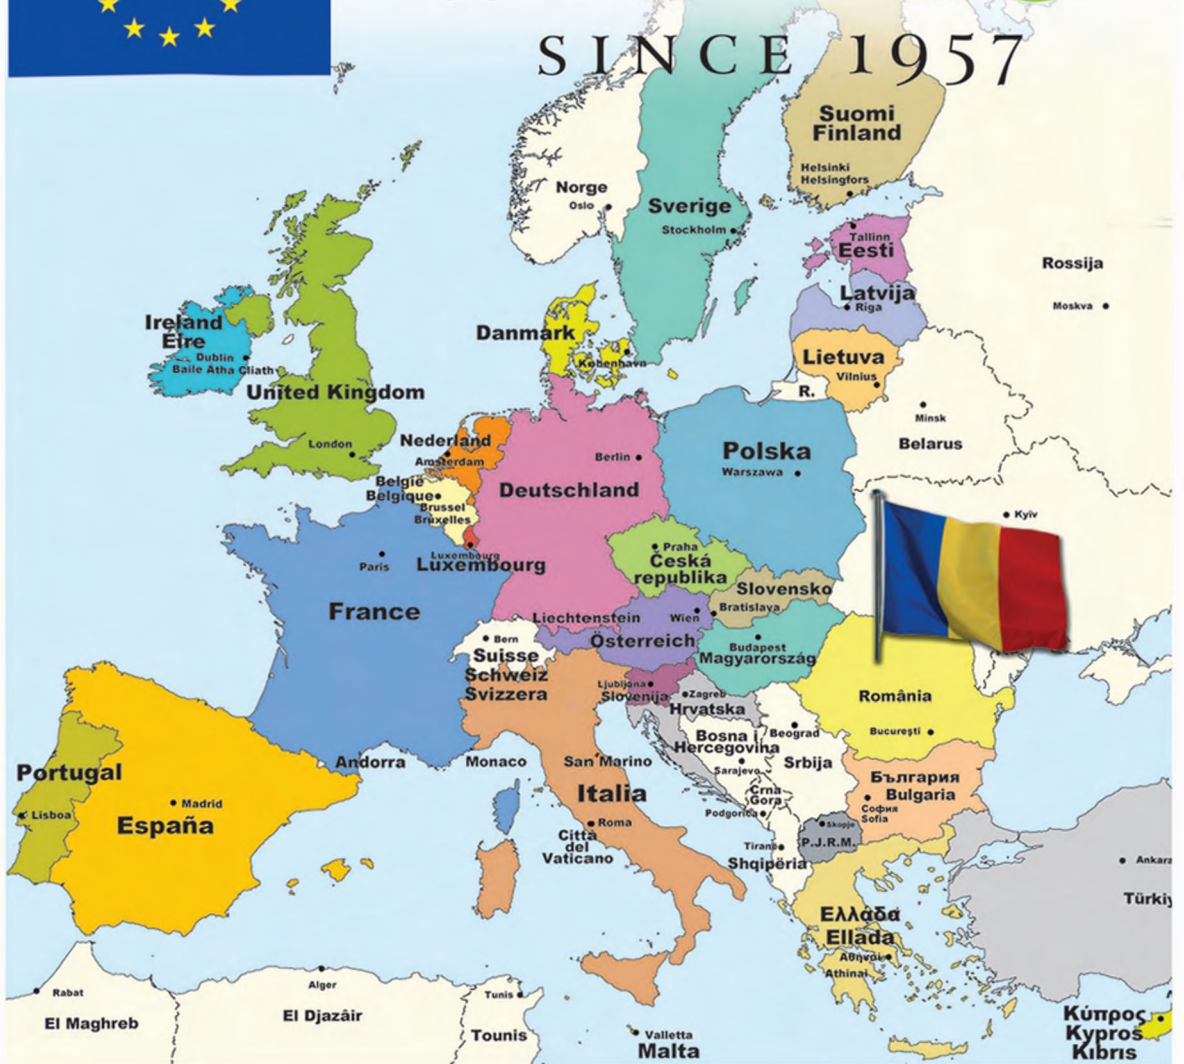 SINCE 1957
Suomi
Finland
Helsinki
Helsingfors
Norge
Oslo
Sverige
Stockholm
Tallinn
Eesti
Rossija
Latvija
Riga
Moskva
Ireland
Eire
Dublin
Baile Atha Cliath
Danmark
København
Lietuva
Vilnius
R.
United Kingdom
London
Minsk
Belarus
Nederland
Amsterdam
Berlin
Polska
Warszawa
Deutschland
België
Belgique
Brussel
Bruxelles
Kyïv
Luxembourg
Luxembourg
Paris
France
Praha
Česká
republika
Slovensko
Bratislava
Liechtenstein
Wien
Österreich
Bern
Suisse
Schweiz
Svizzera
Budapest
Magyarország
Ljubljana
Slovenija
Zagreb
Hrvatska
România
București
Bosna i
Hercegovina
Sarajevo
Beograd
Srbija
Andorra
Monaco
San Marino
Portugal
Lisboa
Madrid
España
Italia
Roma
Città
del
Vaticano
Crna
Gora
Podgorica
България
Bulgaria
София
Sofia
Skopje
P.J.R.M.
Tiranë
Shqipëria
Ankara
Türkiy
Ελλάδα
Ellada
Αθήναι
Athinai
Rabat
El Maghreb
Alger
El Djazâir
Tunis
Tounis
Valletta
Malta
Κύπρος
Kypros
Kıbrıs